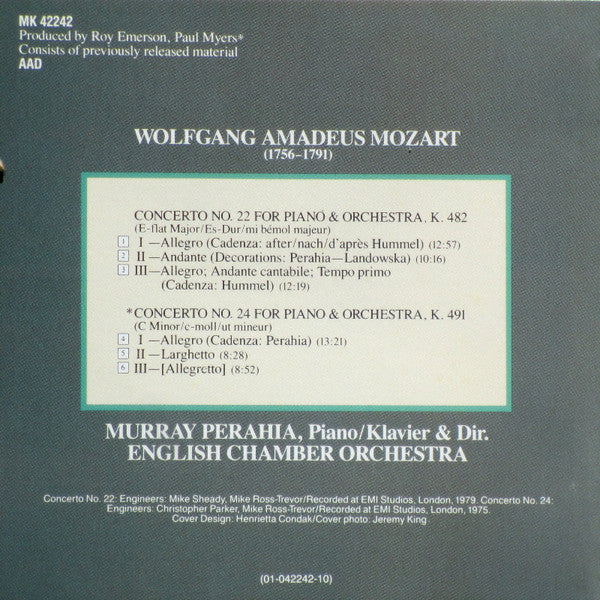 MK 42242
Produced by Roy Emerson, Paul Myers*
Consists of previously released material
AAD
WOLFGANG AMADEUS MOZART
(1756–1791)
CONCERTO NO. 22 FOR PIANO & ORCHESTRA, K. 482
(E-flat Major/Es-Dur/mi bémol majeur)
1 I—Allegro (Cadenza: after/nach/d'après Hummel) (12:57)
2 II—Andante (Decorations: Perahia—Landowska) (10:16)
3 III—Allegro; Andante cantabile; Tempo primo
(Cadenza: Hummel) (12:19)
*CONCERTO NO. 24 FOR PIANO & ORCHESTRA, K. 491
(C Minor/c-moll/ut mineur)
4 I—Allegro (Cadenza: Perahia) (13:21)
5 II—Larghetto (8:28)
6 III—[Allegretto] (8:52)
MURRAY PERAHIA, Piano/Klavier & Dir.
ENGLISH CHAMBER ORCHESTRA
Concerto No. 22: Engineers: Mike Sheady, Mike Ross-Trevor/Recorded at EMI Studios, London, 1979. Concerto No. 24:
Engineers: Christopher Parker, Mike Ross-Trevor/Recorded at EMI Studios, London, 1975.
Cover Design: Henrietta Condak/Cover photo: Jeremy King
(01-042242-10)